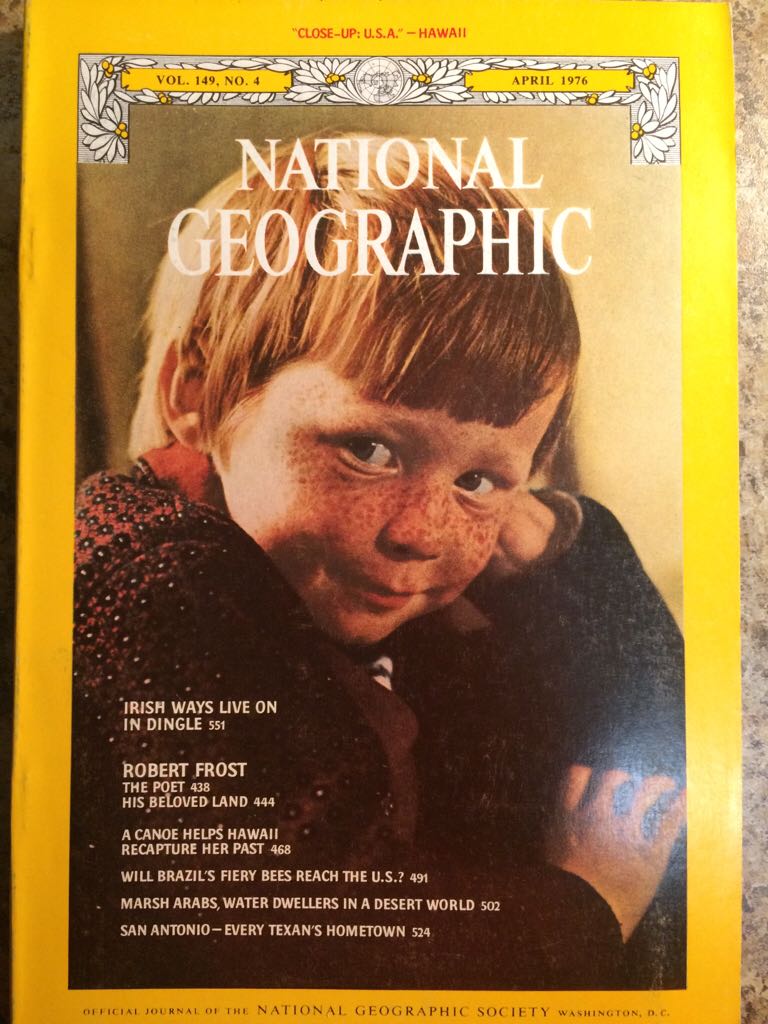 "CLOSE-UP: U.S.A." — HAWAII
VOL. 149, NO. 4
APRIL 1976
NATIONAL
GEOGRAPHIC
IRISH WAYS LIVE ON
IN DINGLE 551
ROBERT FROST
THE POET 438
HIS BELOVED LAND 444
A CANOE HELPS HAWAII
RECAPTURE HER PAST 468
WILL BRAZIL'S FIERY BEES REACH THE U.S.? 491
MARSH ARABS, WATER DWELLERS IN A DESERT WORLD 502
SAN ANTONIO—EVERY TEXAN'S HOMETOWN 524
OFFICIAL JOURNAL OF THE NATIONAL GEOGRAPHIC SOCIETY WASHINGTON, D.C.